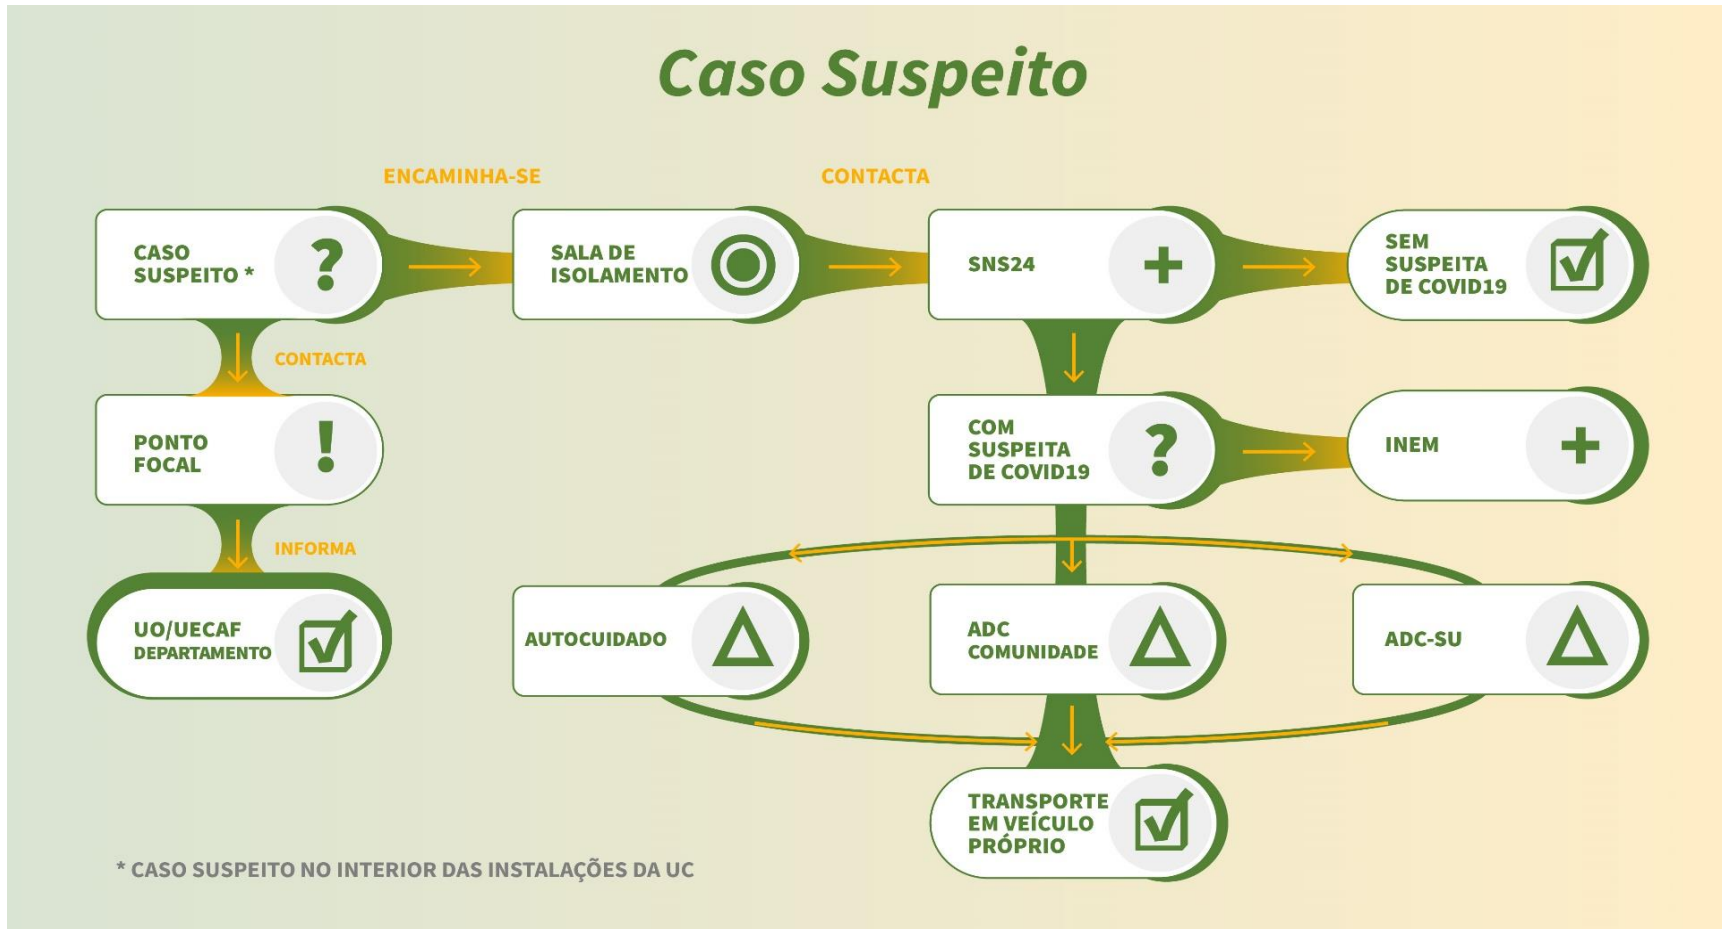 Caso Suspeito
ENCAMINHA-SE
CONTACTA
CASO
SUSPEITO *
?
SALA DE
ISOLAMENTO
SNS24
+
SEM
SUSPEITA
DE COVID19
CONTACTA
PONTO
FOCAL
!
COM
SUSPEITA
DE COVID19
?
INEM
+
INFORMA
UO/UECAF
DEPARTAMENTO
AUTOCUIDADO
ADC
COMUNIDADE
ADC-SU
TRANSPORTE
EM VEÍCULO
PRÓPRIO
* CASO SUSPEITO NO INTERIOR DAS INSTALAÇÕES DA UC